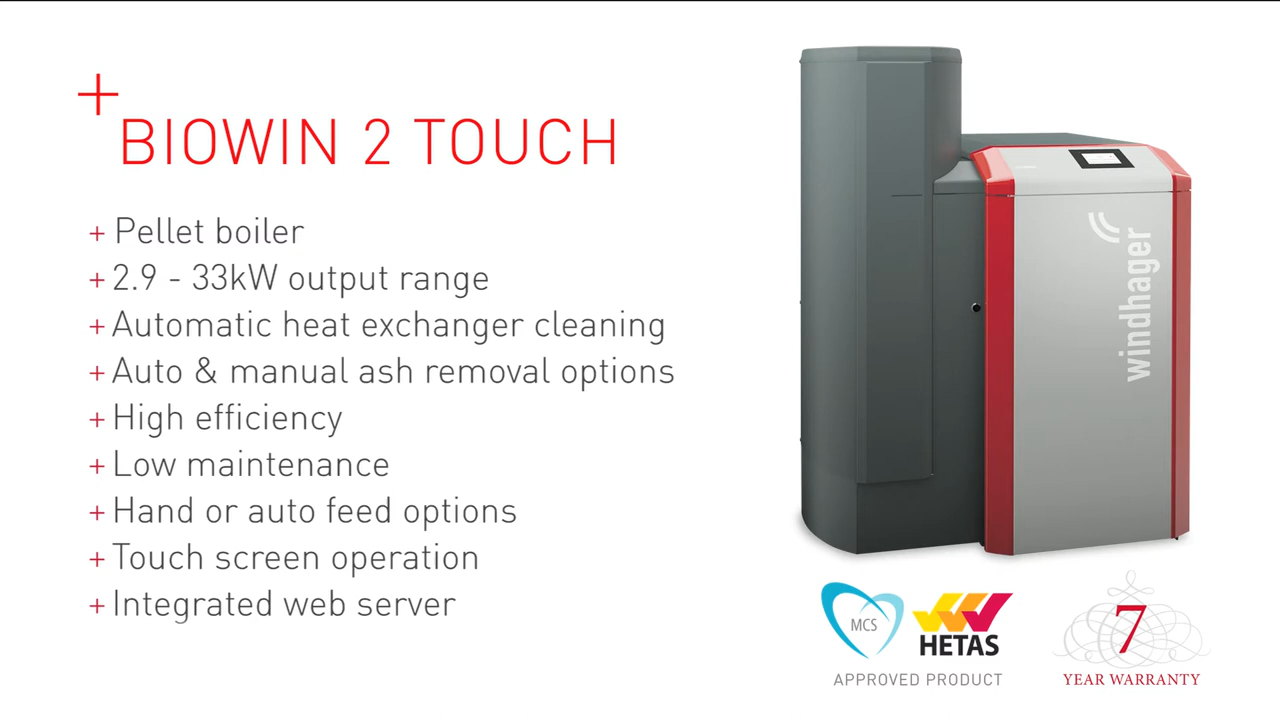 +
BIOWIN 2 TOUCH
+ Pellet boiler
+ 2.9 - 33kW output range
+ Automatic heat exchanger cleaning
+ Auto & manual ash removal options
+ High efficiency
+ Low maintenance
+ Hand or auto feed options
+ Touch screen operation
+ Integrated web server
windhager
MCS
HETAS
APPROVED PRODUCT
7
YEAR WARRANTY